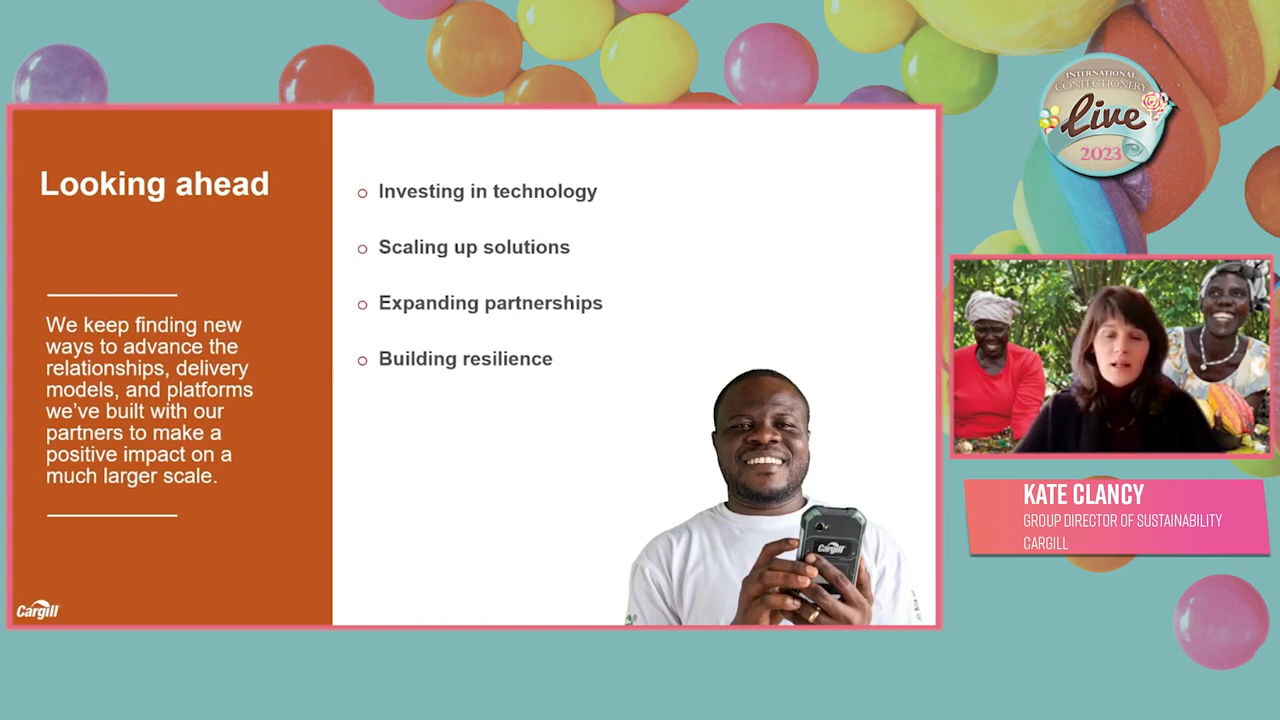 Looking ahead
We keep finding new
ways to advance the
relationships, delivery
models, and platforms
we've built with our
partners to make a
positive impact on a
much larger scale.
Cargill
Investing in technology
Scaling up solutions
Expanding partnerships
Building resilience
Cargill
INTERNATIONAL
CONFECTIONERY
Live
2023
KATE CLANCY
GROUP DIRECTOR OF SUSTAINABILITY
CARGILL